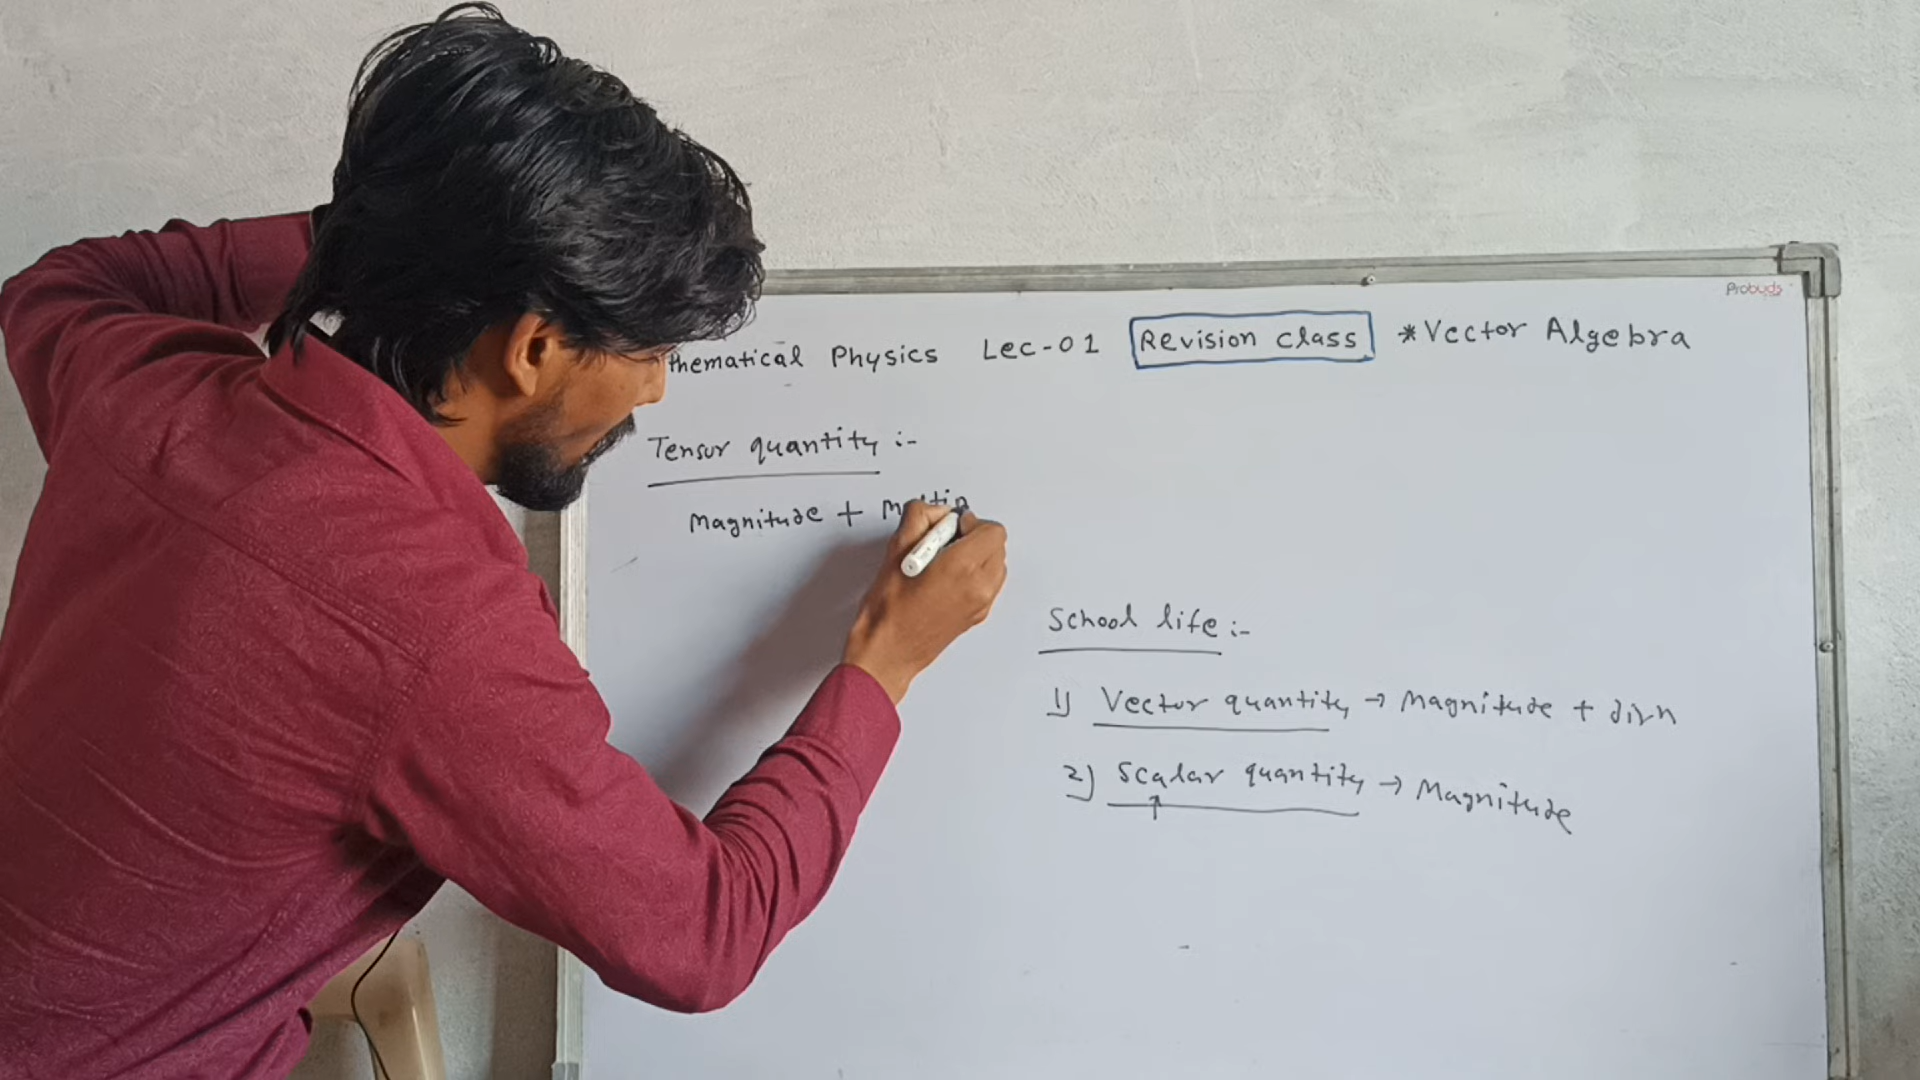 Probuds
thematical Physics Lec-01 Revision class *Vector Algebra
Tensor quantity :-
Magnitude +
School life :-
1) Vector quantity → Magnitude + dirn
2) Scalar quantity → Magnitude